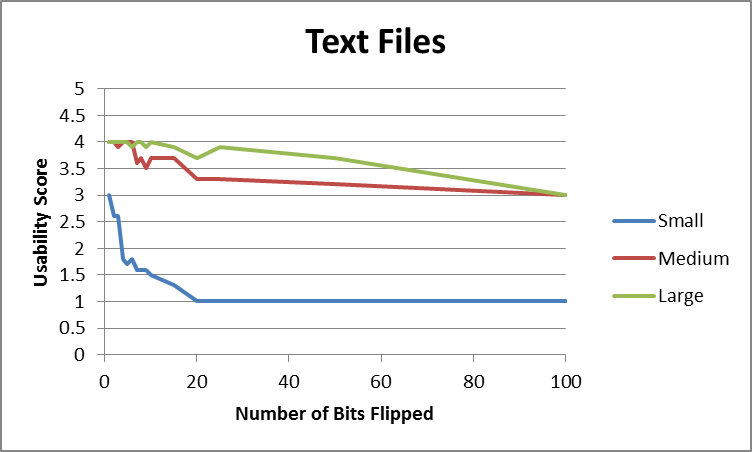 Text Files
Usability Score
5
4.5
4
3.5
3
2.5
2
1.5
1
0.5
0
0 20 40 60 80 100
Number of Bits Flipped
Small
Medium
Large